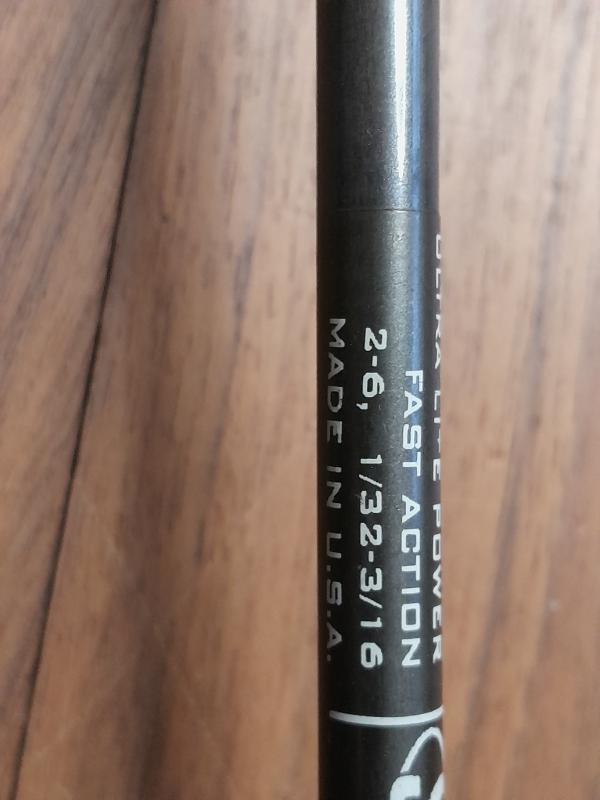 ULTRA LITE POWER
FAST ACTION
2-6, 1/32-3/16
MADE IN U.S.A.